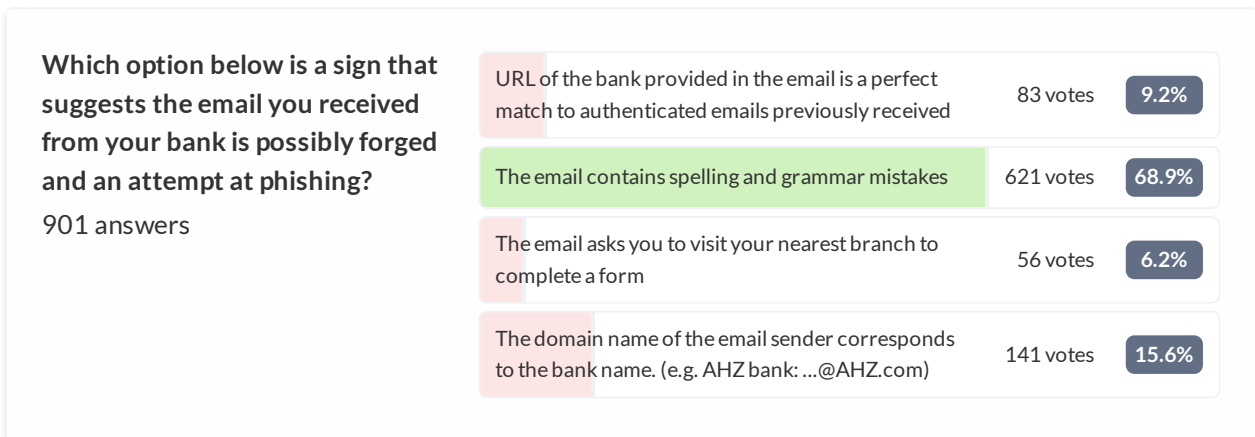 Which option below is a sign that
suggests the email you received
from your bank is possibly forged
and an attempt at phishing?
901 answers
URL of the bank provided in the email is a perfect
match to authenticated emails previously received
83 votes
9.2%
The email contains spelling and grammar mistakes
621 votes
68.9%
The email asks you to visit your nearest branch to
complete a form
56 votes
6.2%
The domain name of the email sender corresponds
to the bank name. (e.g. AHZ bank: ...@AHZ.com)
141 votes
15.6%